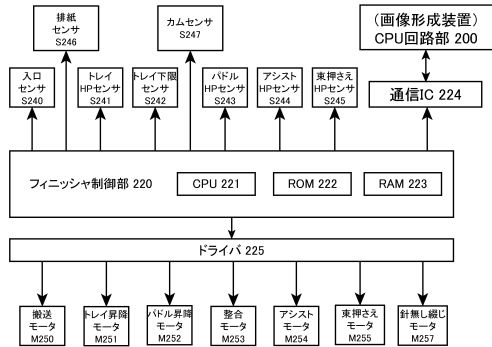 排紙
センサ
S246
カムセンサ
S247
(画像形成装置)
CPU回路部 200
入口
センサ
S240
トレイ
HPセンサ
S241
トレイ下限
センサ
S242
パドル
HPセンサ
S243
アシスト
HPセンサ
S244
束押さえ
HPセンサ
S245
通信IC 224
フィニッシャ制御部 220
CPU 221
ROM 222
RAM 223
ドライバ 225
搬送
モータ
M250
トレイ昇降
モータ
M251
パドル昇降
モータ
M252
整合
モータ
M253
アシスト
モータ
M254
束押さえ
モータ
M255
針無し綴じ
モータ
M257